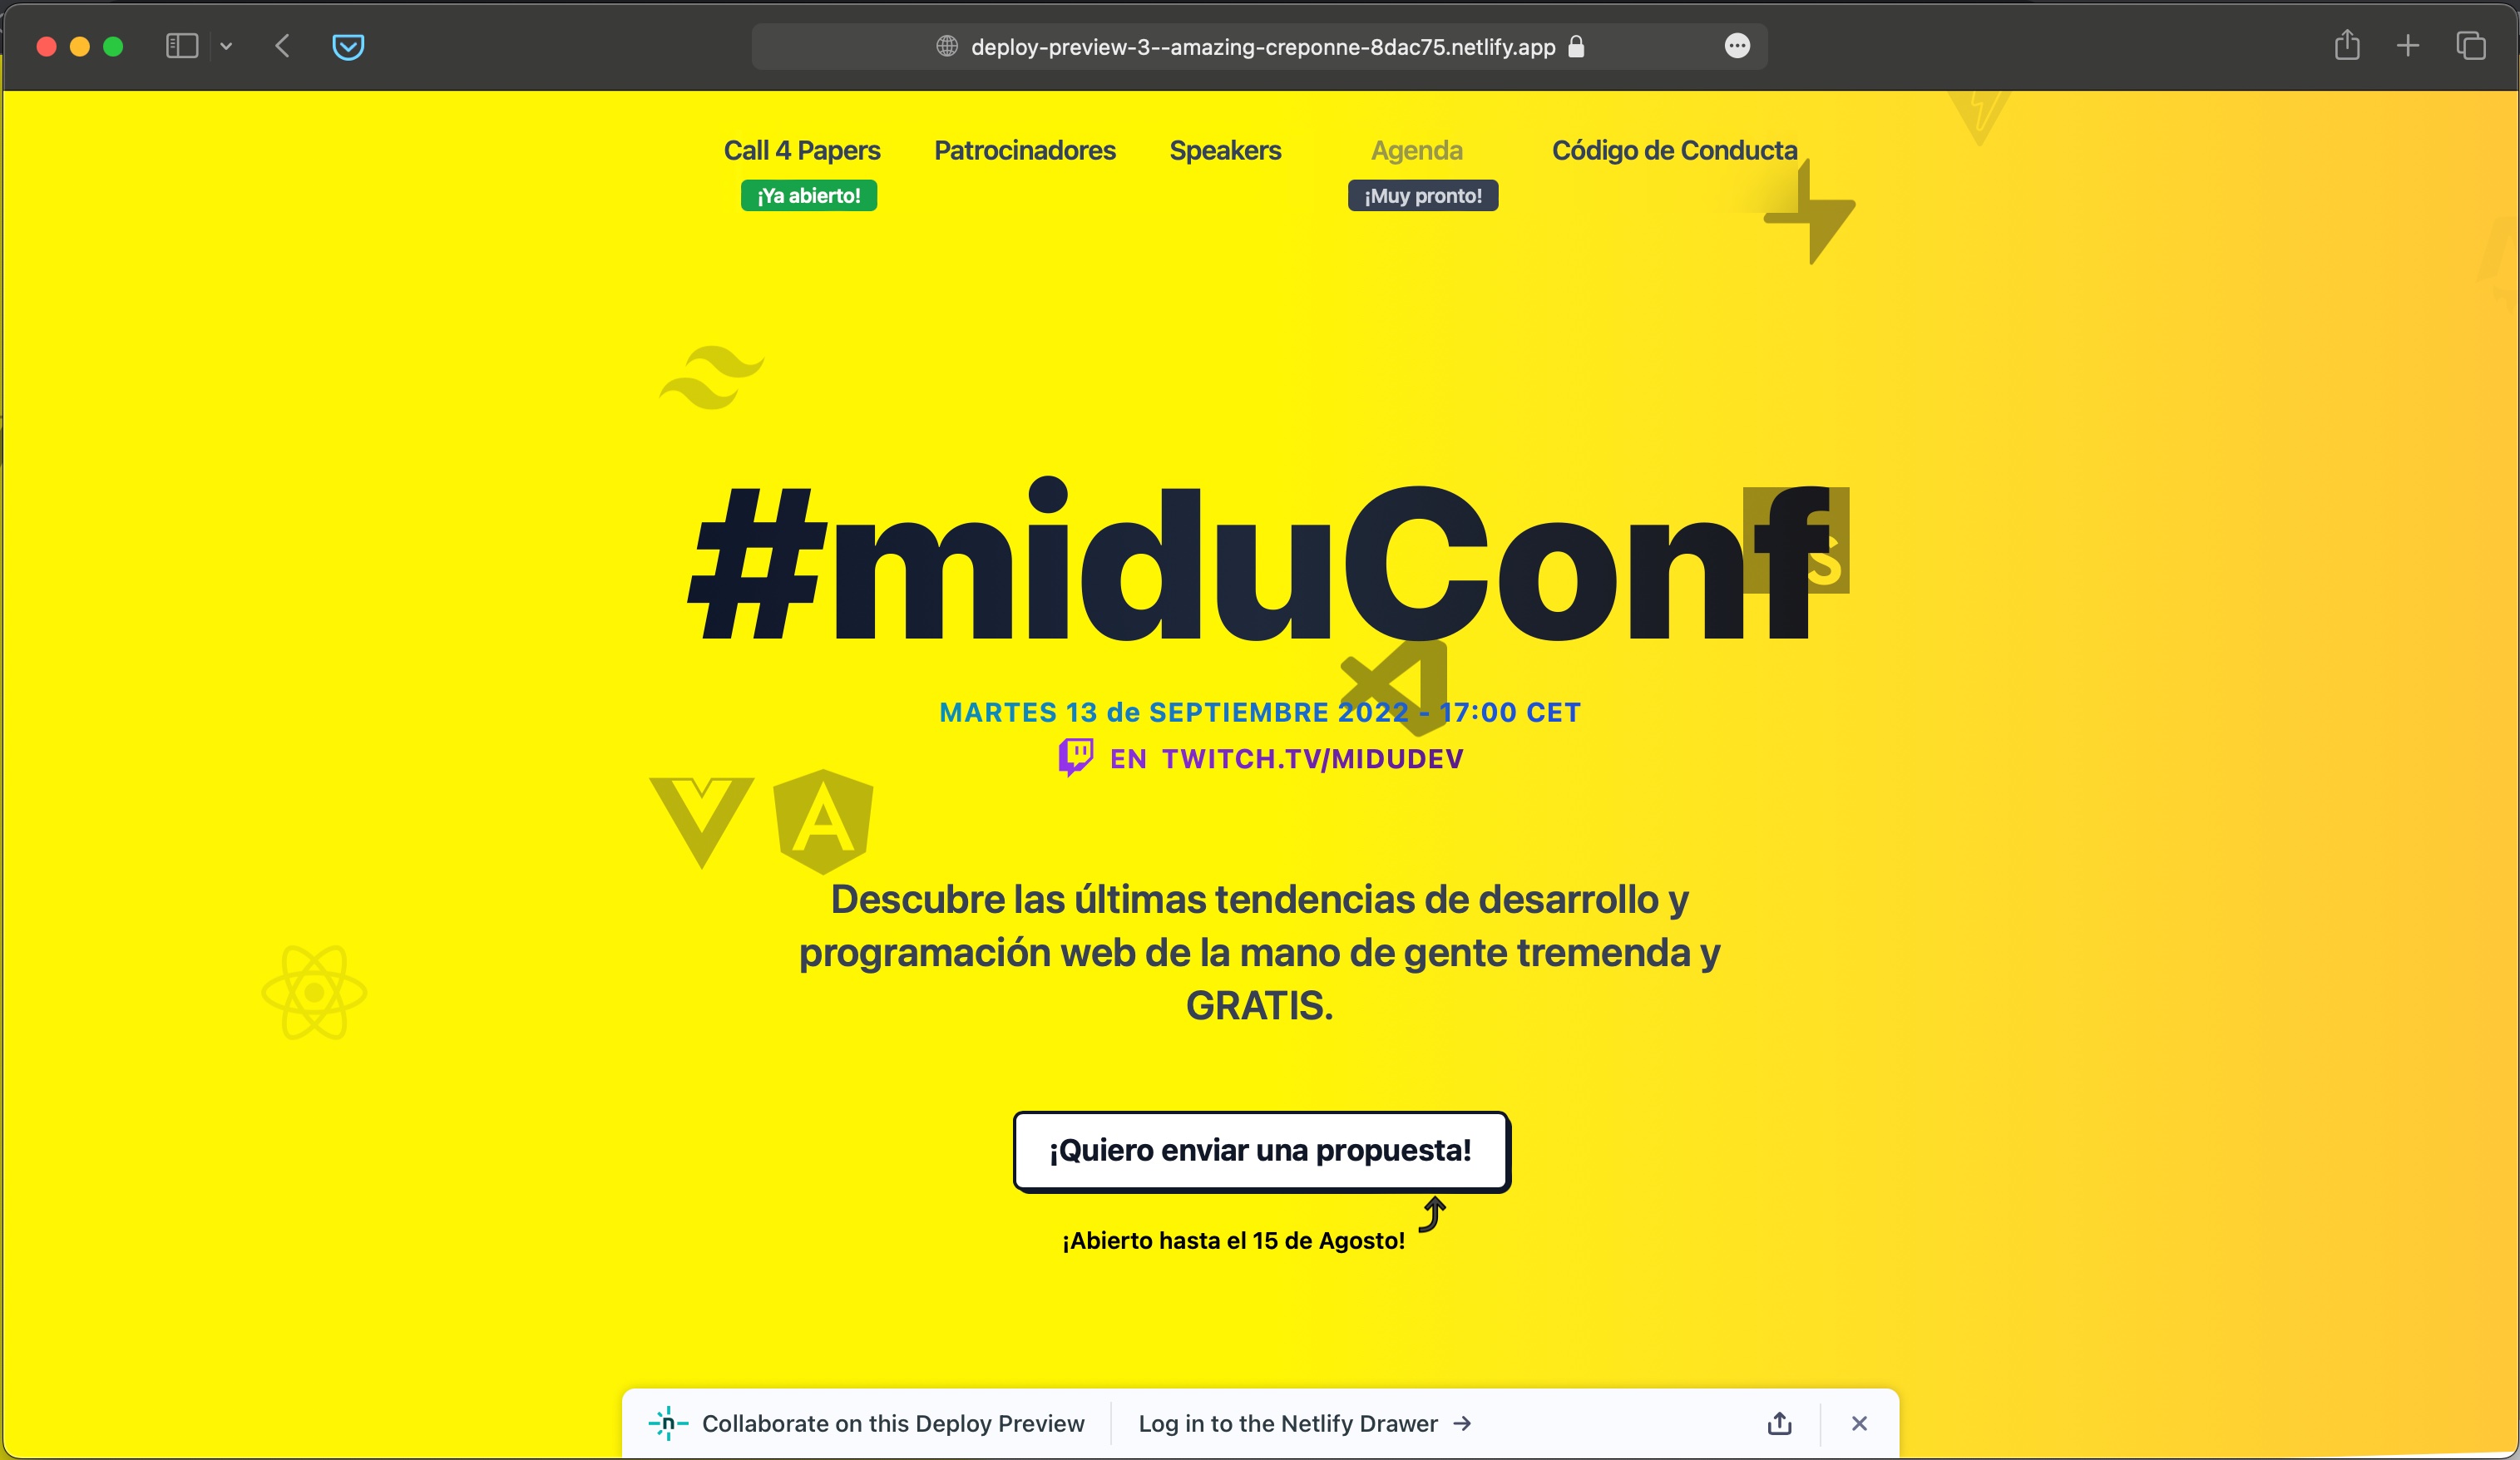 deploy-preview-3--amazing-creponne-8dac75.netlify.app
Call 4 Papers Patrocinadores Speakers Agenda Código de Conducta
¡Ya abierto! ¡Muy pronto!
#miduConf
S
MARTES 13 de SEPTIEMBRE 2022 - 17:00 CET
EN TWITCH.TV/MIDUDEV
Descubre las últimas tendencias de desarrollo y
programación web de la mano de gente tremenda y
GRATIS.
¡Quiero enviar una propuesta!
¡Abierto hasta el 15 de Agosto!
Collaborate on this Deploy Preview Log in to the Netlify Drawer →